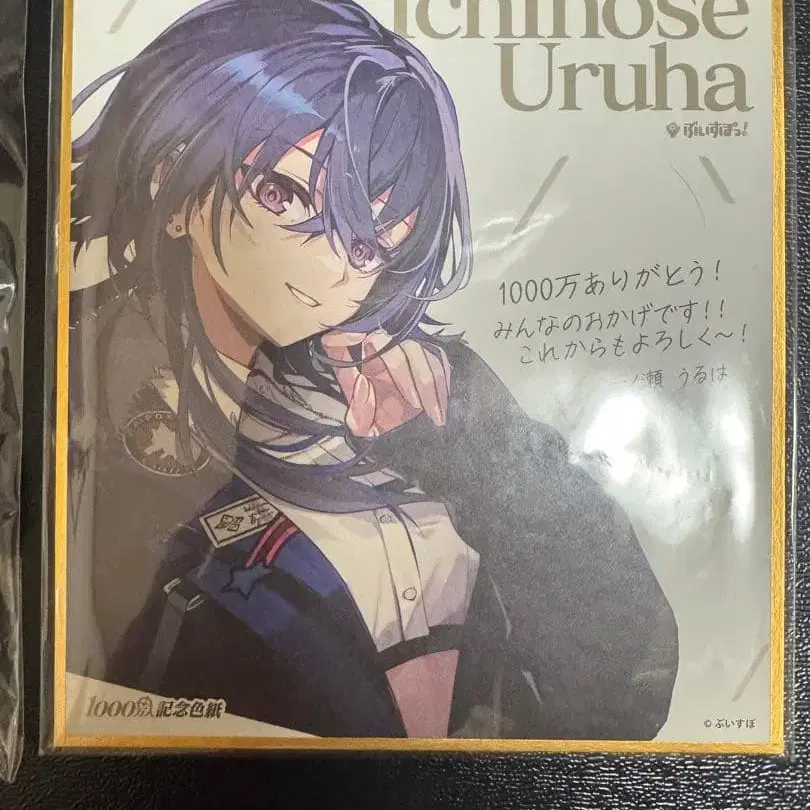 Ichinose
Uruha
ぶいすぽっ!
1000万ありがとう!
みんなのおかげです!!
これからもよろしく〜!
一ノ瀬 うるは
1000万人記念色紙
© ぶいすぽ